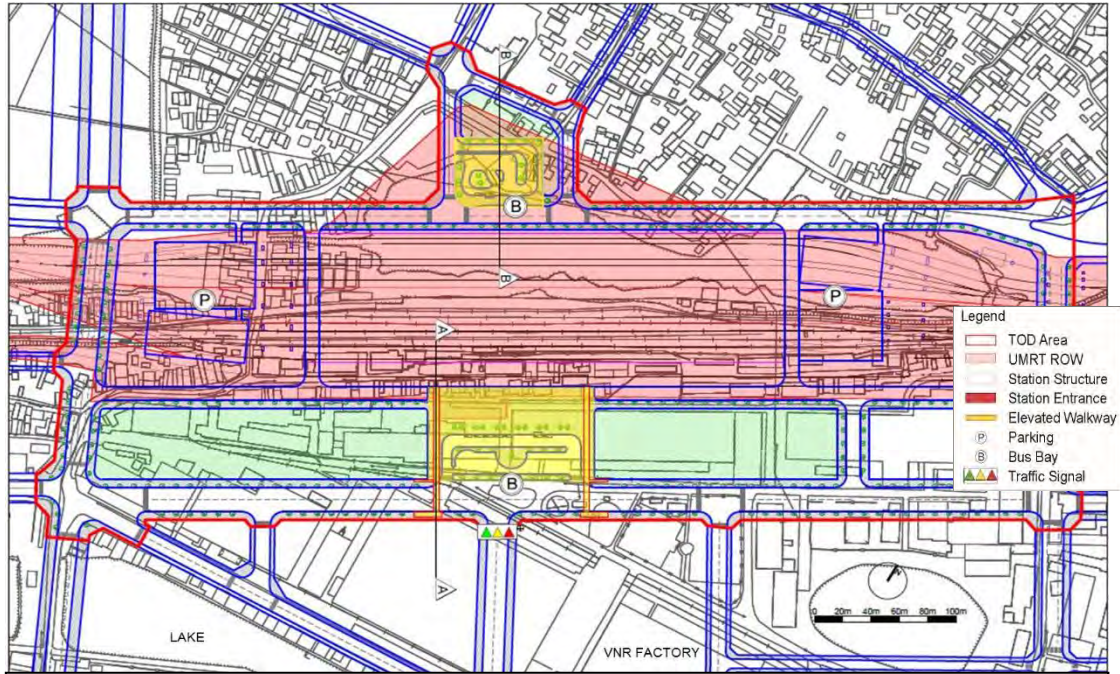 B
B
B
P
P
A
Legend
TOD Area
UMRT ROW
Station Structure
Station Entrance
Elevated Walkway
P Parking
B Bus Bay
Traffic Signal
B
A
0 20m 40m 60m 80m 100m
LAKE
VNR FACTORY